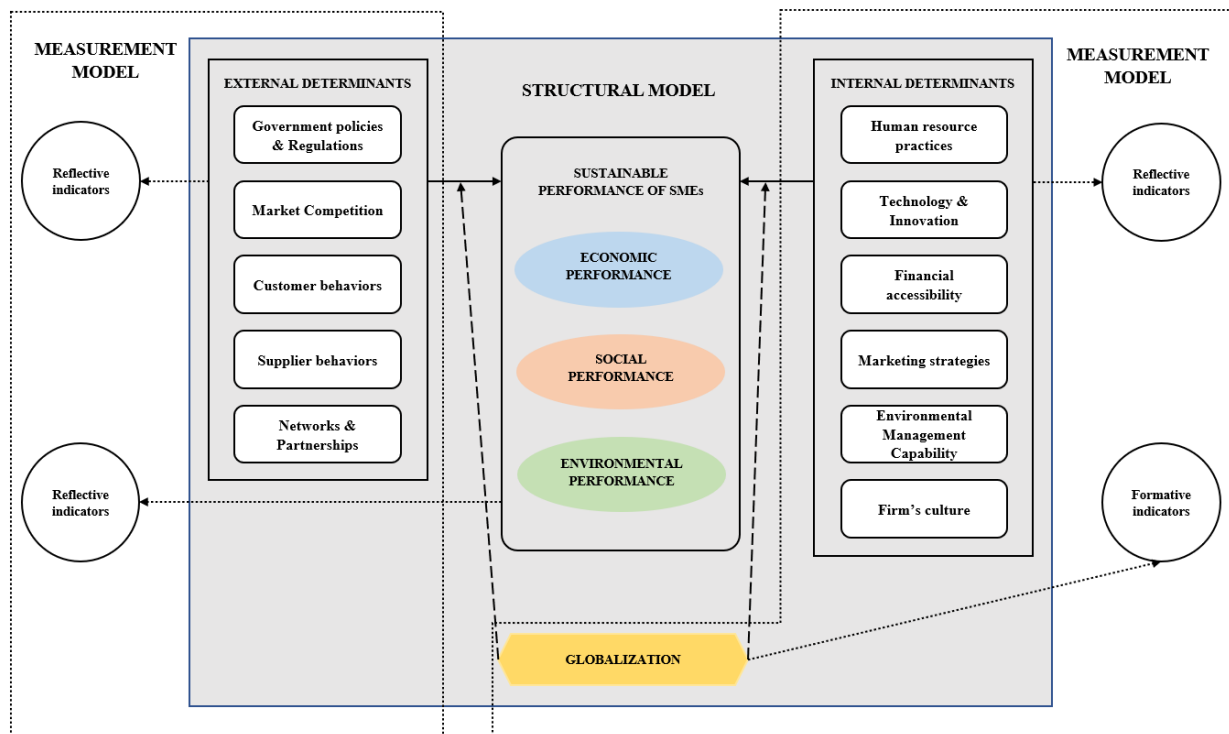 MEASUREMENT
MODEL
Reflective
indicators
Reflective
indicators
EXTERNAL DETERMINANTS
Government policies
& Regulations
Market Competition
Customer behaviors
Supplier behaviors
Networks &
Partnerships
STRUCTURAL MODEL
SUSTAINABLE
PERFORMANCE OF SMEs
ECONOMIC
PERFORMANCE
SOCIAL
PERFORMANCE
ENVIRONMENTAL
PERFORMANCE
GLOBALIZATION
INTERNAL DETERMINANTS
Human resource
practices
Technology &
Innovation
Financial
accessibility
Marketing strategies
Environmental
Management
Capability
Firm's culture
MEASUREMENT
MODEL
Reflective
indicators
Formative
indicators